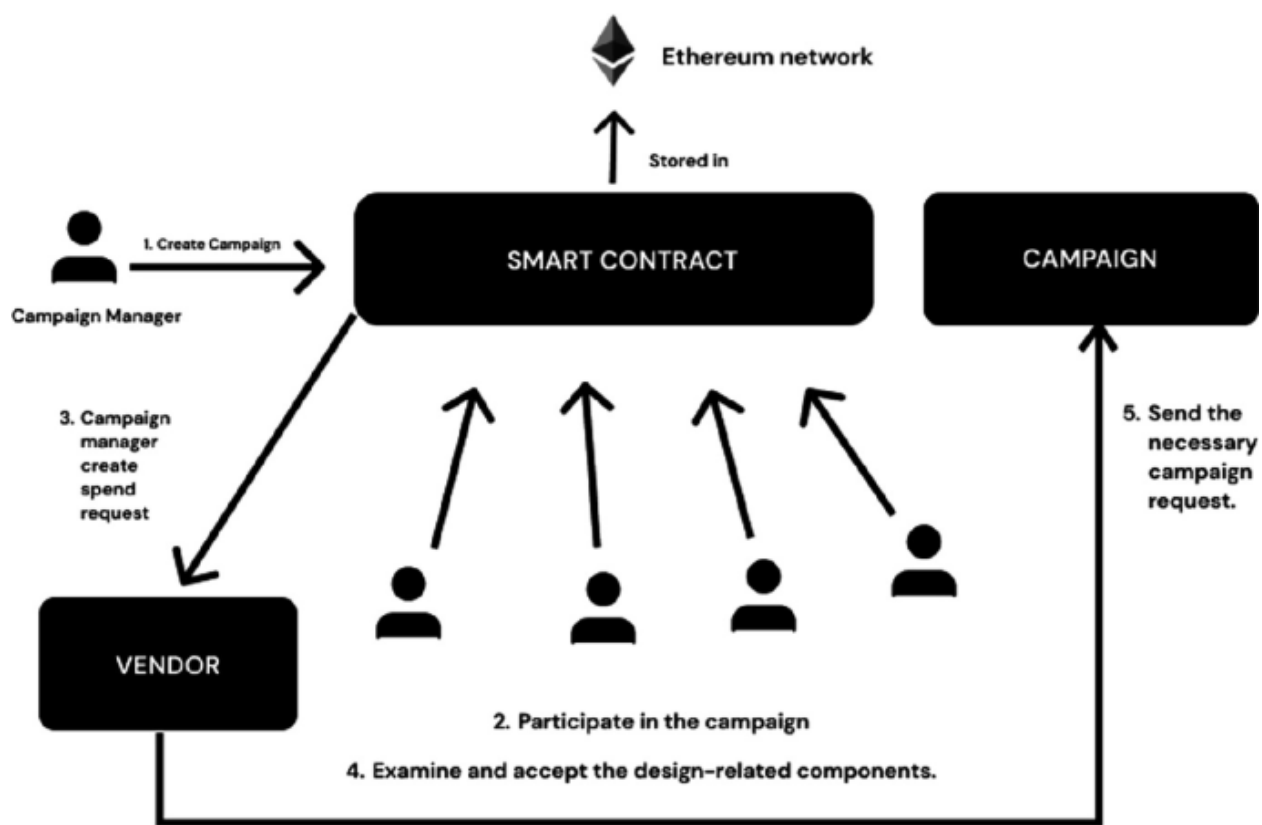 Ethereum network
Stored in
1. Create Campaign
SMART CONTRACT
CAMPAIGN
Campaign Manager
3. Campaign
manager
create
spend
request
5. Send the
necessary
campaign
request.
VENDOR
2. Participate in the campaign
4. Examine and accept the design-related components.